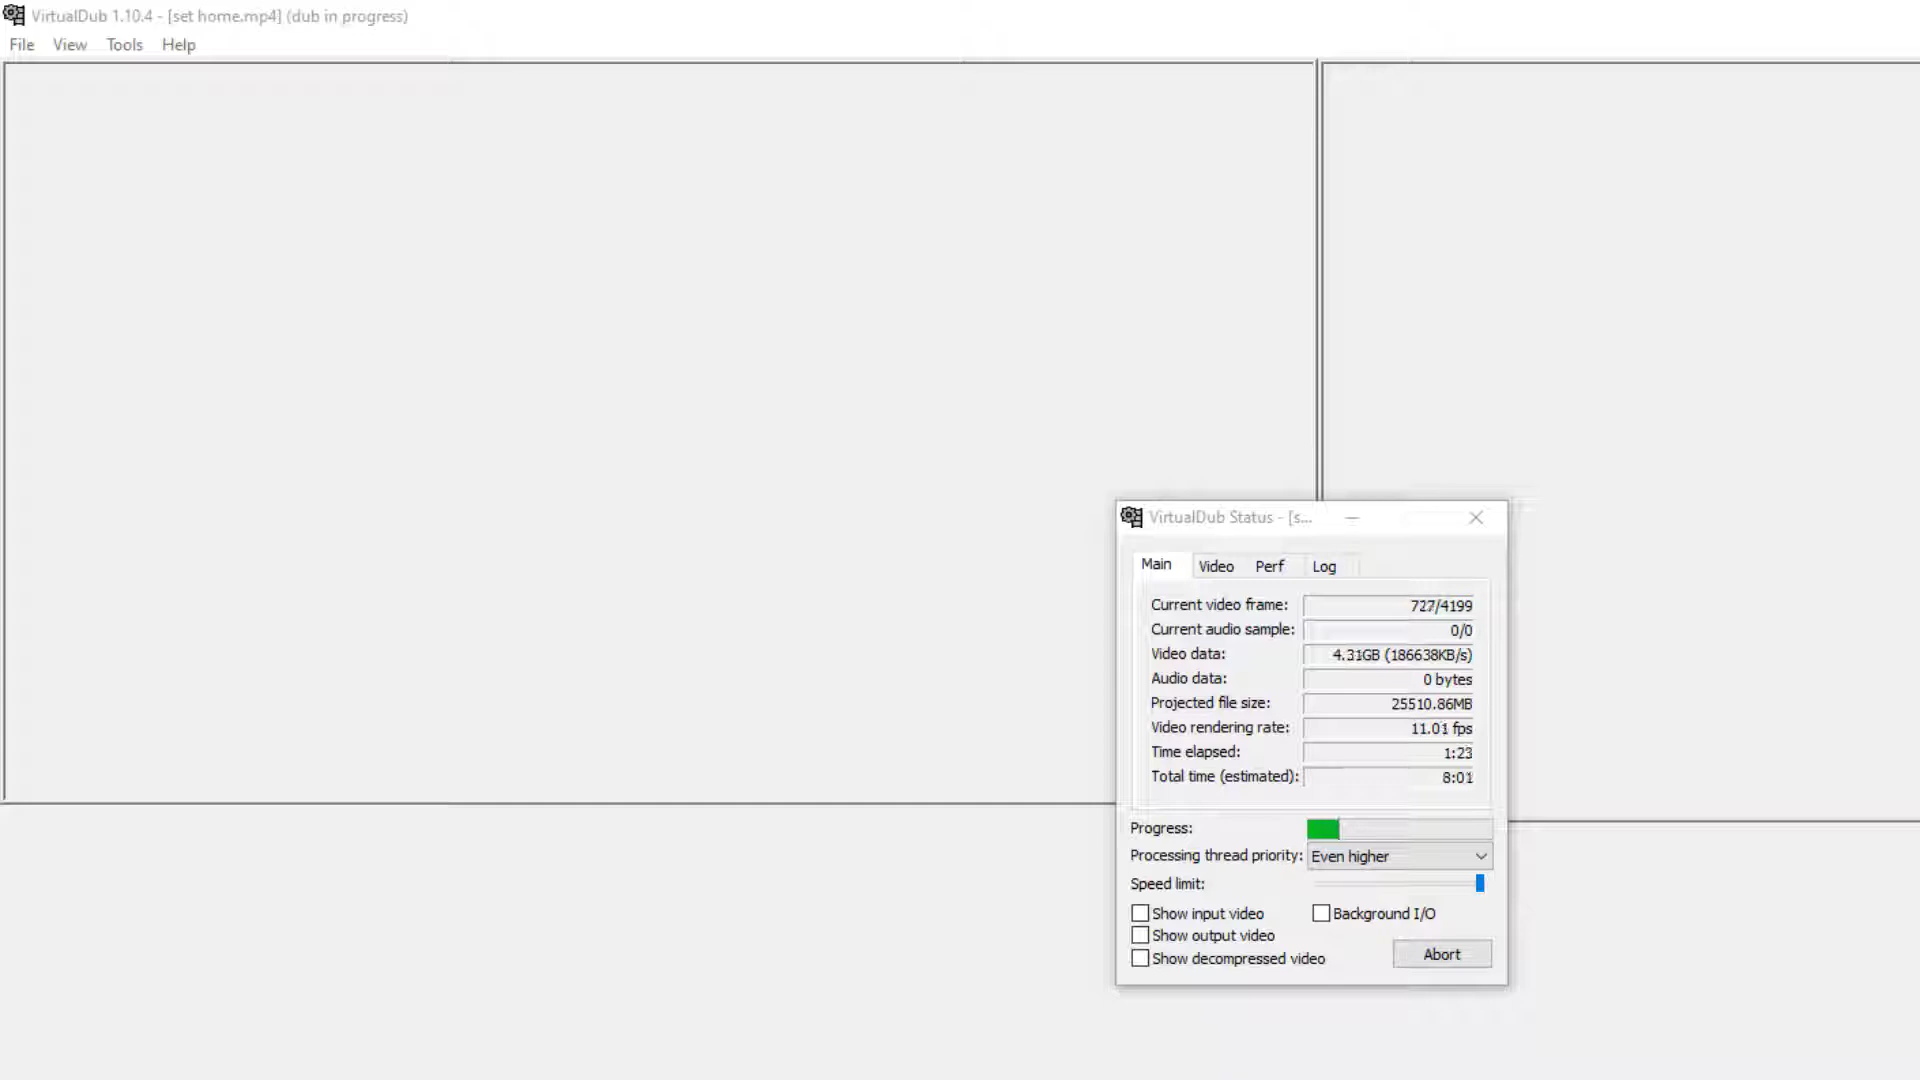 VirtualDub 1.10.4 - [set home.mp4] (dub in progress)
File View Tools Help
VirtualDub Status - [s...
Main Video Perf Log
Current video frame: 727/4199
Current audio sample: 0/0
Video data: 4.31GB (186638KB/s)
Audio data: 0 bytes
Projected file size: 25510.86MB
Video rendering rate: 11.01 fps
Time elapsed: 1:23
Total time (estimated): 8:01
Progress:
Processing thread priority: Even higher
Speed limit:
Show input video Background I/O
Show output video
Show decompressed video Abort